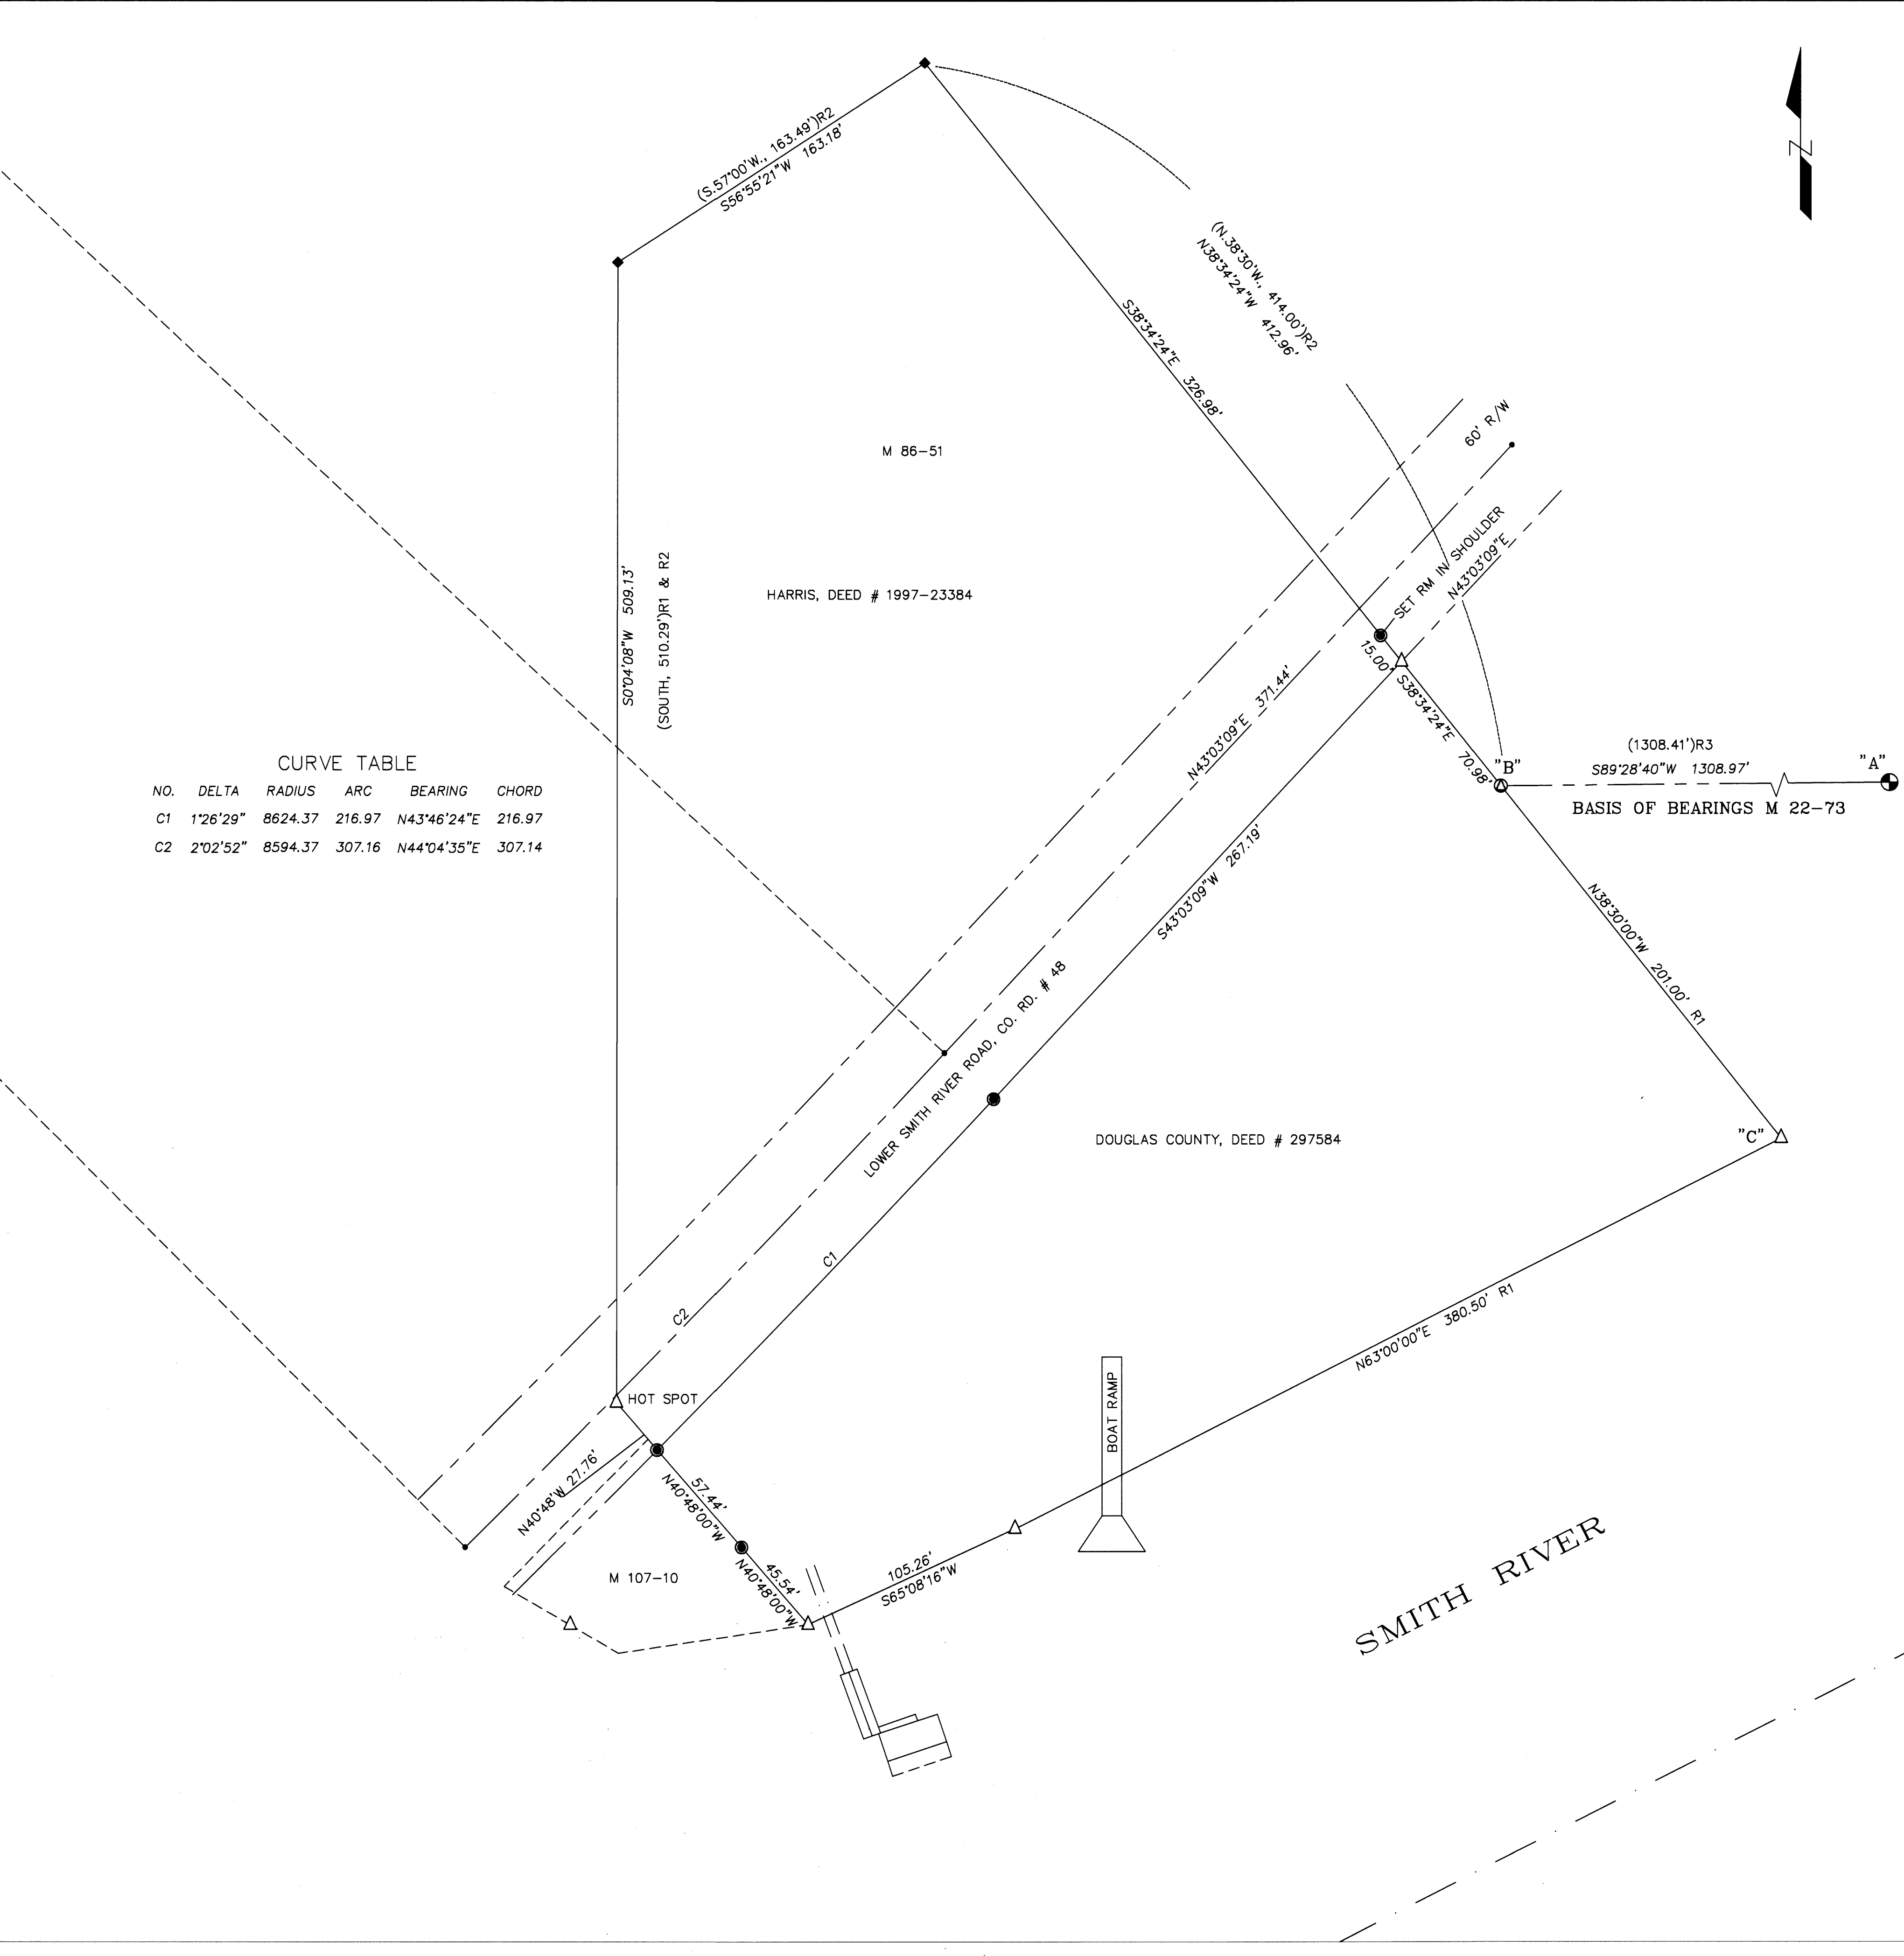 (S.57°00'W., 163.49')R2
S56°55'21"W 163.18'
Z
(N.38°30'W., 414.00')R2
N38°34'24"W 412.96'
S38°34'24"E 326.98'
60' R/W
M 86-51
SET RM IN SHOULDER
N43°03'09"E
HARRIS, DEED # 1997-23384
S0°04'08"W 509.13'
(SOUTH, 510.29')R1 & R2
15.00'
S38°34'24"E 70.98'
N43°03'09"E 371.44'
"B"
(1308.41')R3
S89°28'40"W 1308.97'
"A"
BASIS OF BEARINGS M 22-73
CURVE TABLE
NO. DELTA RADIUS ARC BEARING CHORD
C1 1°26'29" 8624.37 216.97 N43°46'24"E 216.97
C2 2°02'52" 8594.37 307.16 N44°04'35"E 307.14
S43°03'09"W 267.19'
N38°30'00"W 201.00' R1
LOWER SMITH RIVER ROAD, CO. RD. # 48
DOUGLAS COUNTY, DEED # 297584
"C"
C1
C2
N63°00'00"E 380.50' R1
HOT SPOT
BOAT RAMP
N40°48'W 27.76'
57.44'
N40°48'00"W
45.54'
N40°48'00"W
105.26'
S65°08'16"W
M 107-10
SMITH RIVER